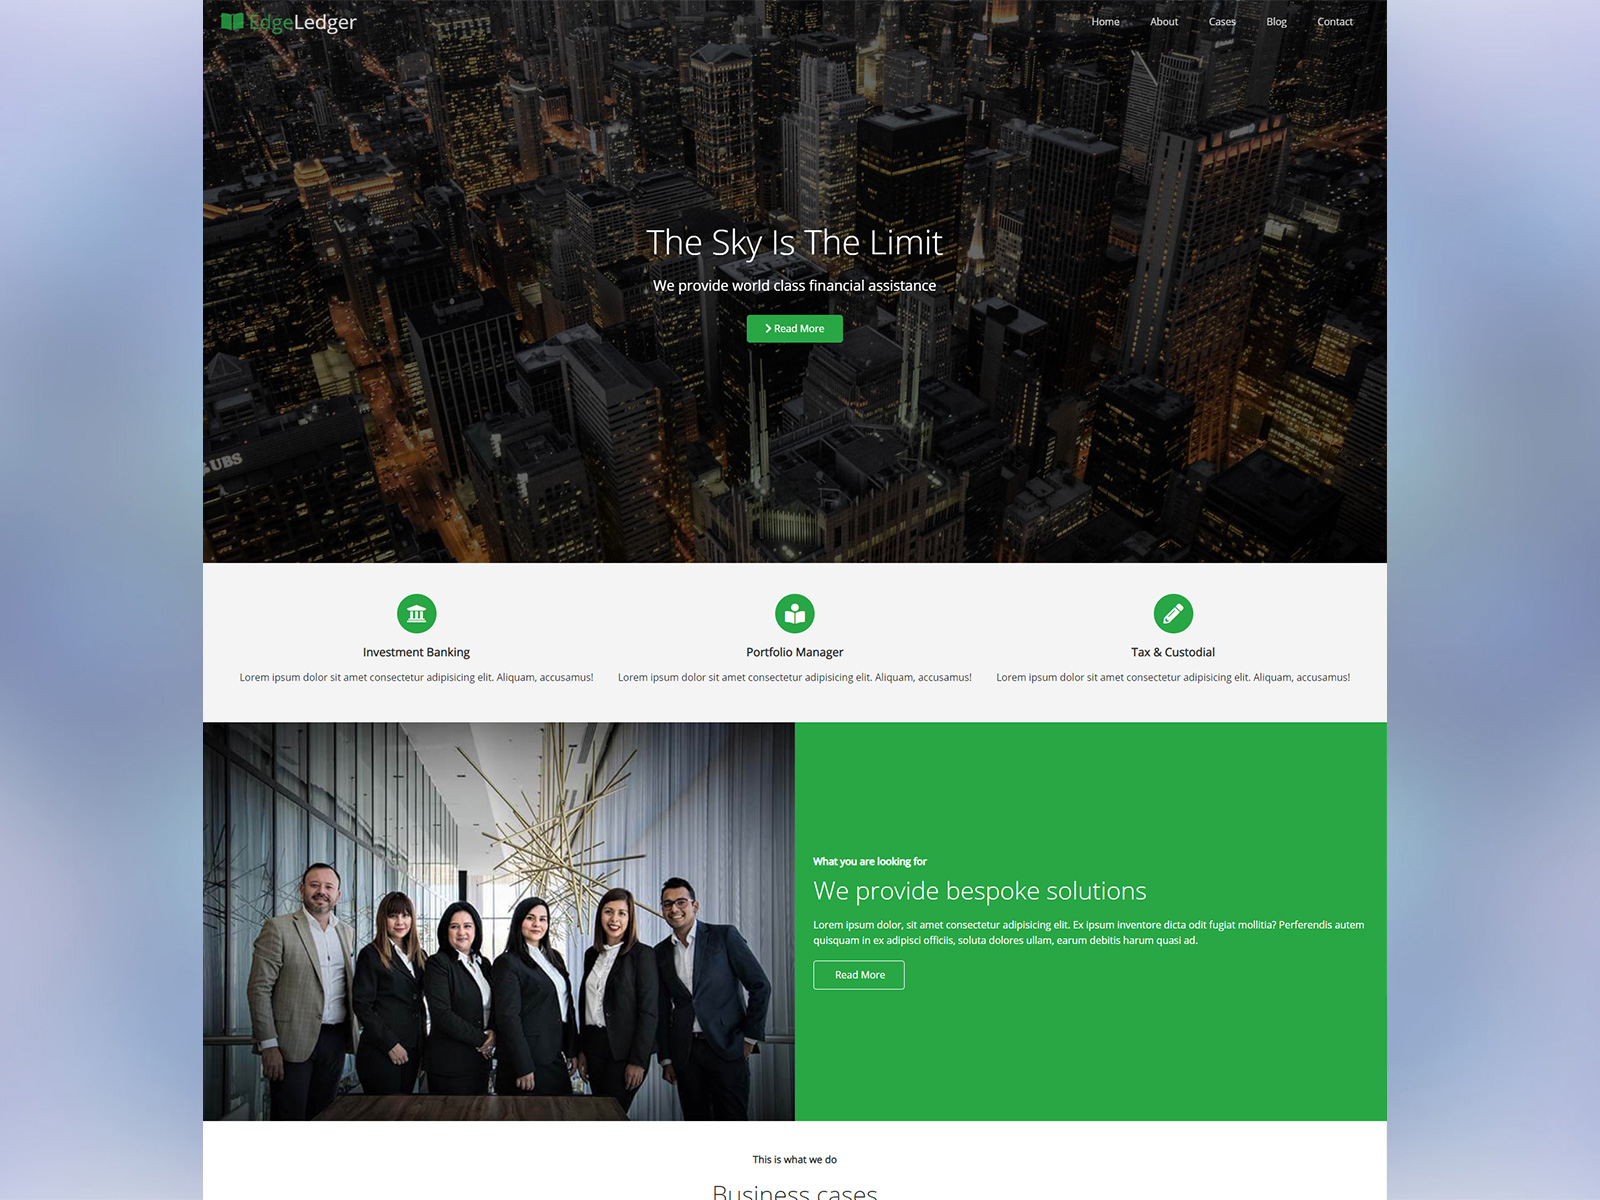 EdgeLedger
Home About Cases Blog Contact
The Sky Is The Limit
We provide world class financial assistance
Read More
UBS
Investment Banking
Lorem ipsum dolor sit amet consectetur adipisicing elit. Aliquam, accusamus!
Portfolio Manager
Lorem ipsum dolor sit amet consectetur adipisicing elit. Aliquam, accusamus!
Tax & Custodial
Lorem ipsum dolor sit amet consectetur adipisicing elit. Aliquam, accusamus!
What you are looking for
We provide bespoke solutions
Lorem ipsum dolor, sit amet consectetur adipisicing elit. Ex ipsum inventore dicta odit fugiat mollitia? Perferendis autem
quisquam in ex adipisci officiis, soluta dolores ullam, earum debitis harum quasi ad.
Read More
This is what we do
Business cases